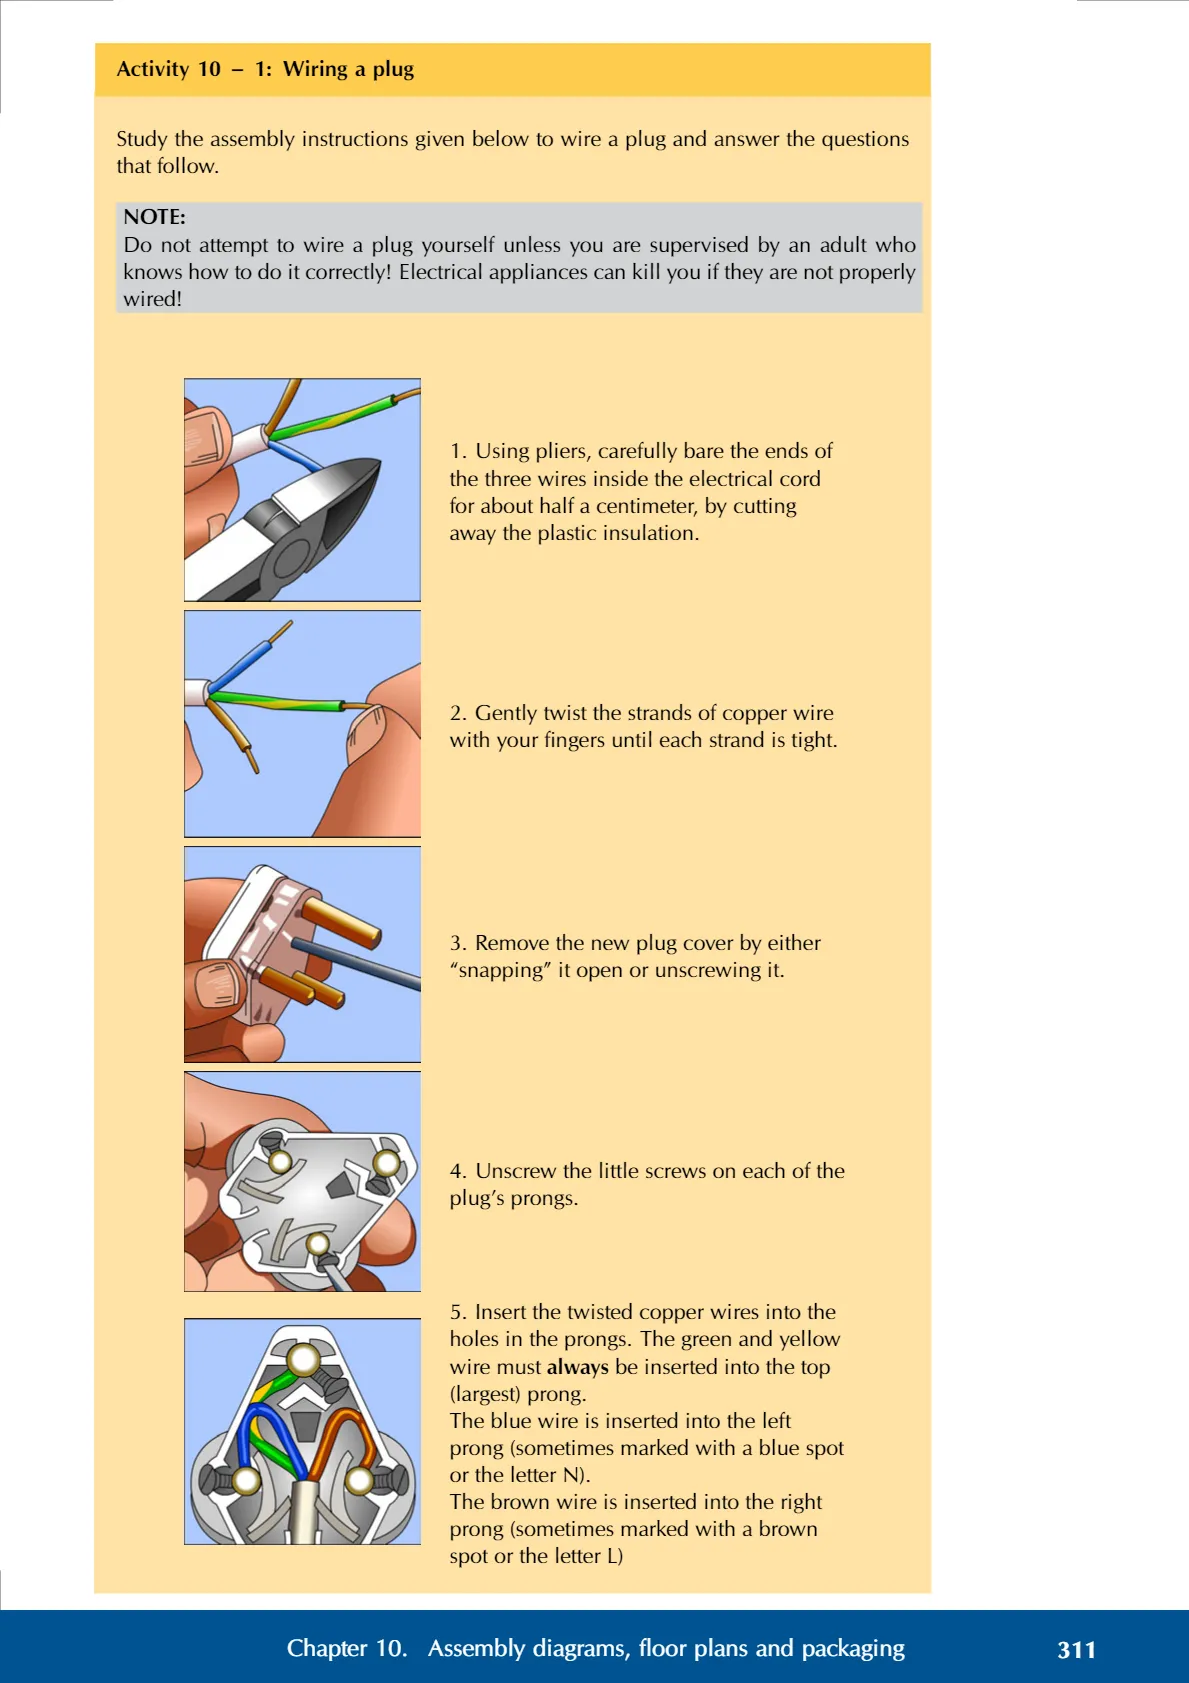 Activity 10 – 1: Wiring a plug
Study the assembly instructions given below to wire a plug and answer the questions
that follow.
NOTE:
Do not attempt to wire a plug yourself unless you are supervised by an adult who
knows how to do it correctly! Electrical appliances can kill you if they are not properly
wired!
1. Using pliers, carefully bare the ends of
the three wires inside the electrical cord
for about half a centimeter, by cutting
away the plastic insulation.
2. Gently twist the strands of copper wire
with your fingers until each strand is tight.
3. Remove the new plug cover by either
“snapping” it open or unscrewing it.
4. Unscrew the little screws on each of the
plug’s prongs.
5. Insert the twisted copper wires into the
holes in the prongs. The green and yellow
wire must always be inserted into the top
(largest) prong.
The blue wire is inserted into the left
prong (sometimes marked with a blue spot
or the letter N).
The brown wire is inserted into the right
prong (sometimes marked with a brown
spot or the letter L)
Chapter 10. Assembly diagrams, floor plans and packaging 311